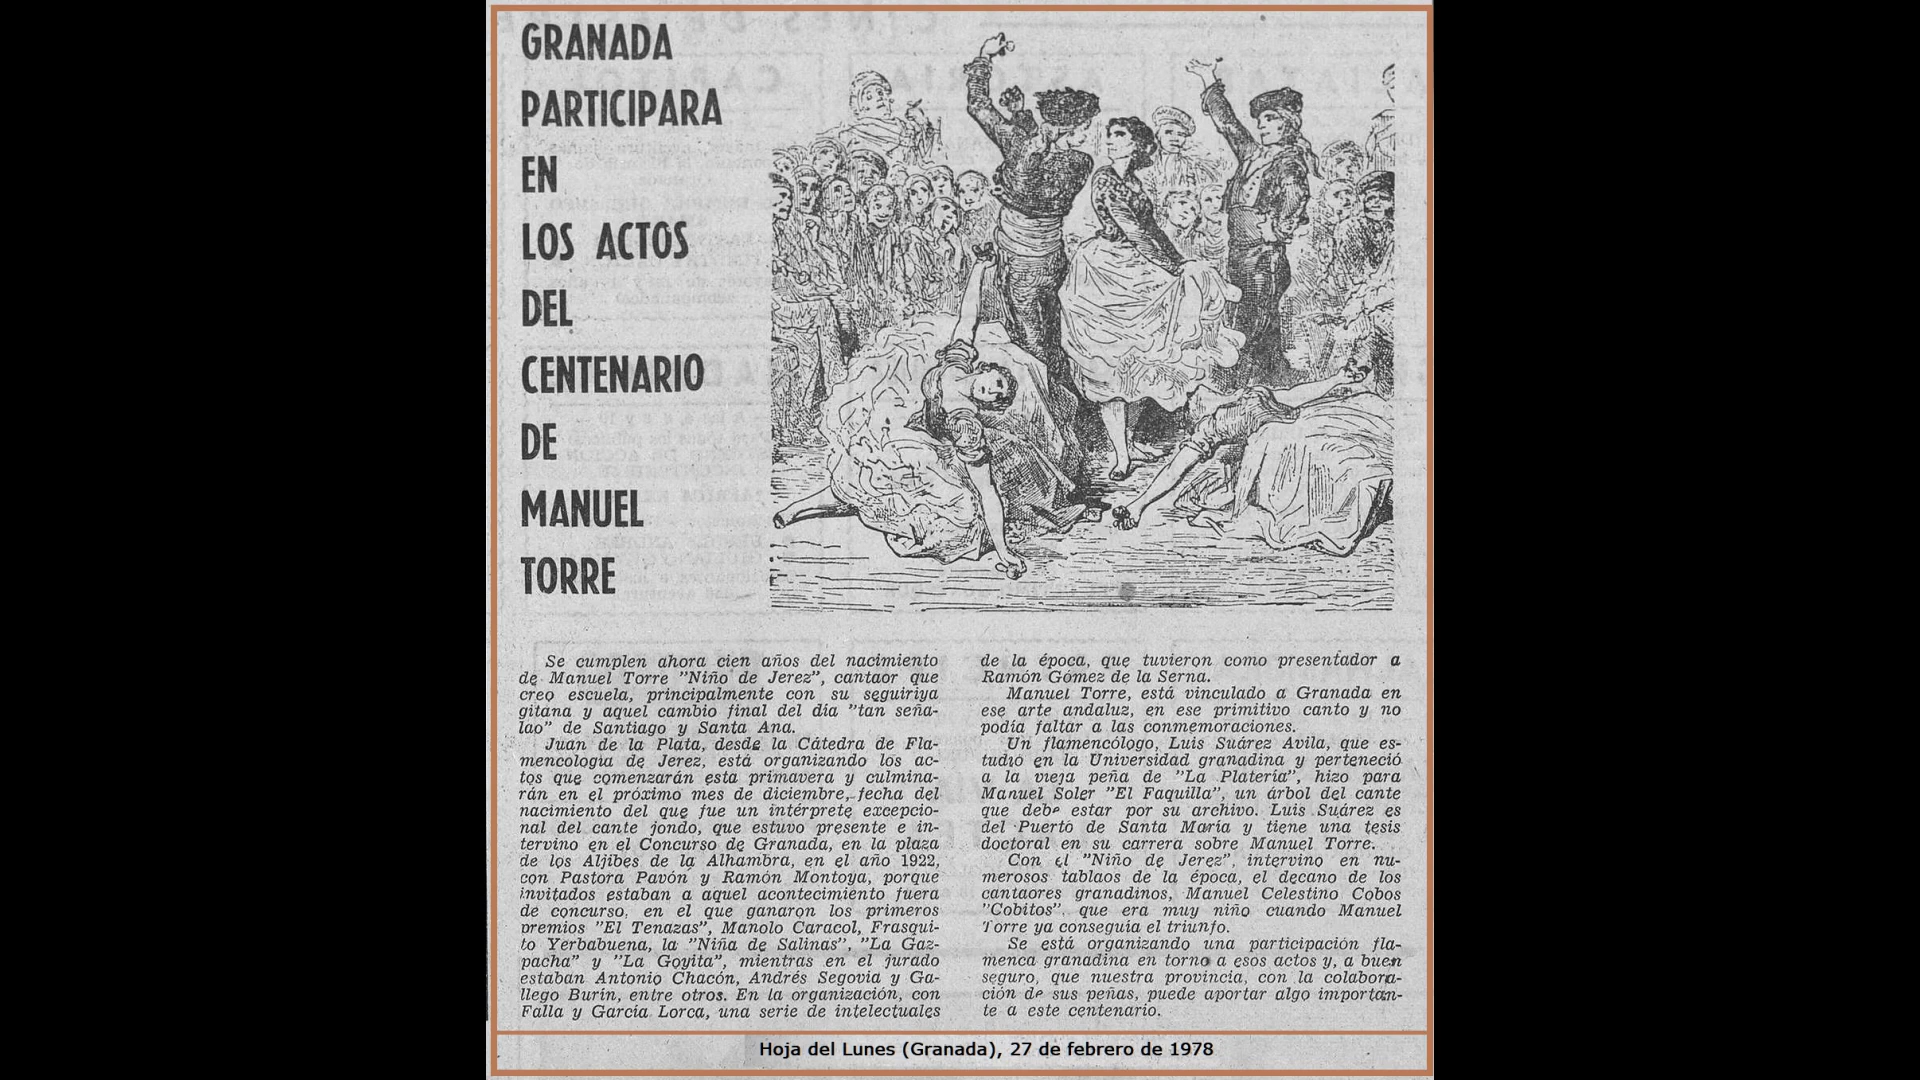 GRANADA
PARTICIPARA
EN
LOS ACTOS
DEL
CENTENARIO
DE
MANUEL
TORRE
Se cumplen ahora cien años del nacimiento
de Manuel Torre "Niño de Jerez", cantaor que
creo escuela, principalmente con su seguiriya
gitana y aquel cambio final del día "tan seña-
lao" de Santiago y Santa Ana.
Juan de la Plata, desde la Cátedra de Fla-
mencología de Jerez, está organizando los ac-
tos que comenzarán esta primavera y culmina-
rán en el próximo mes de diciembre, fecha del
nacimiento del que fue un intérprete excepcio-
nal del cante jondo, que estuvo presente e in-
tervino en el Concurso de Granada, en la plaza
de los Aljibes de la Alhambra, en el año 1922,
con Pastora Pavón y Ramón Montoya, porque
invitados estaban a aquel acontecimiento fuera
de concurso, en el que ganaron los primeros
premios "El Tenazas", Manolo Caracol, Frasqui-
to Yerbabuena, la "Niña de Salinas", "La Gaz-
pacha" y "La Goyita", mientras en el jurado
estaban Antonio Chacón, Andrés Segovia y Ga-
llego Burín, entre otros. En la organización, con
Falla y García Lorca, una serie de intelectuales
de la época, que tuvieron como presentador a
Ramón Gómez de la Serna.
Manuel Torre, está vinculado a Granada en
ese arte andaluz, en ese primitivo canto y no
podía faltar a las conmemoraciones.
Un flamencólogo, Luis Suárez Avila, que es-
tudió en la Universidad granadina y perteneció
a la vieja peña de "La Platería", hizo para
Manuel Soler "El Faquilla", un árbol del cante
que debe estar por su archivo. Luis Suárez es
del Puerto de Santa María y tiene una tesis
doctoral en su carrera sobre Manuel Torre.
Con el "Niño de Jerez", intervino en nu-
merosos tablaos de la época, el decano de los
cantaores granadinos, Manuel Celestino Cobos
"Cobitos", que era muy niño cuando Manuel
Torre ya conseguía el triunfo.
Se está organizando una participación fla-
menca granadina en torno a esos actos y, a buen
seguro, que nuestra provincia, con la colabora-
ción de sus peñas, puede aportar algo importan-
te a este centenario.
Hoja del Lunes (Granada), 27 de febrero de 1978